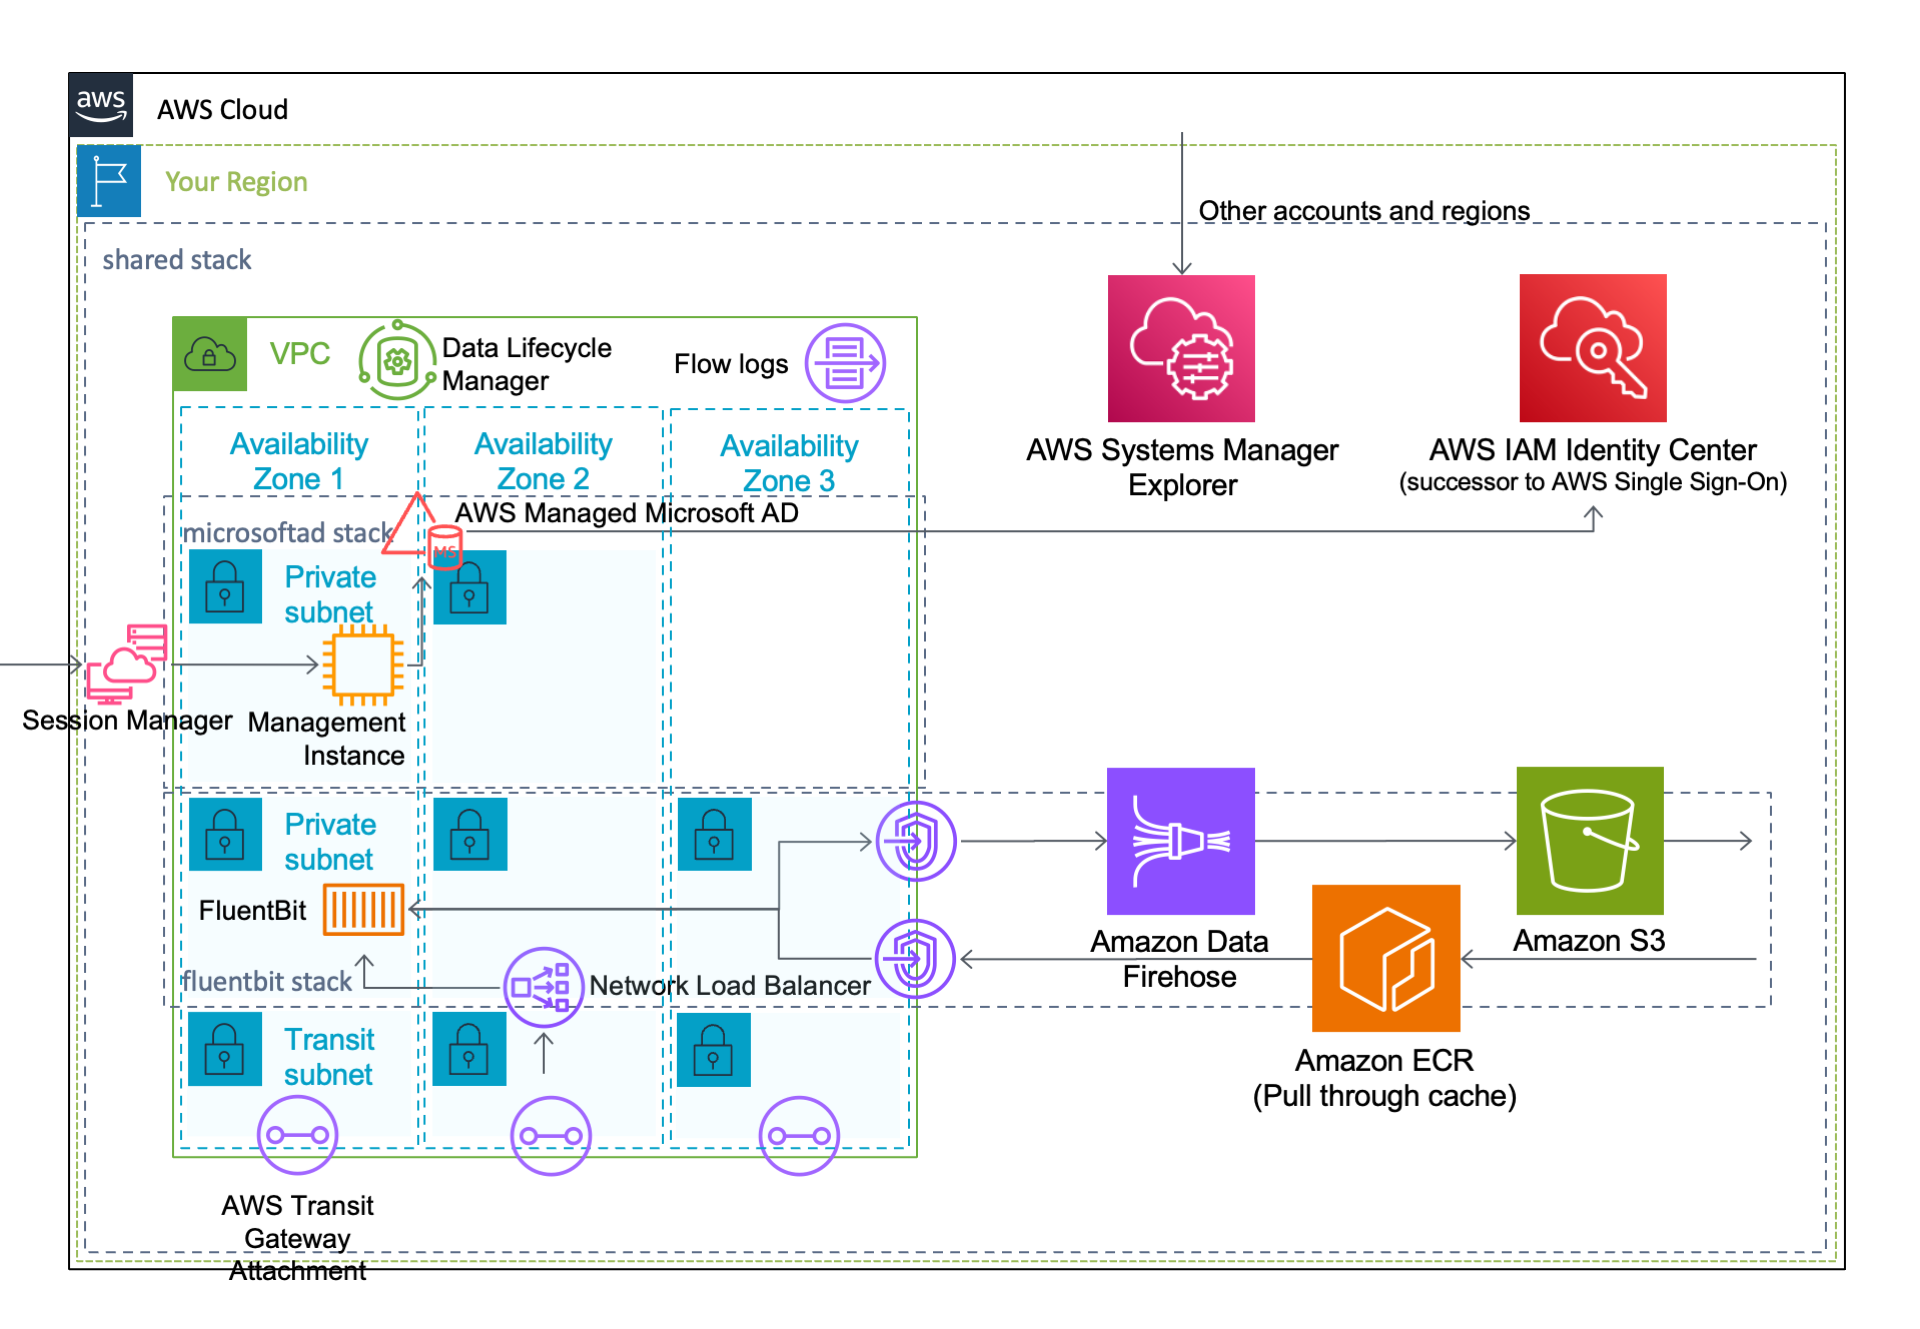 aws
AWS Cloud
Your Region
Other accounts and regions
shared stack
VPC
Data Lifecycle
Manager
Flow logs
AWS Systems Manager
Explorer
AWS IAM Identity Center
(successor to AWS Single Sign-On)
Availability
Zone 1
Availability
Zone 2
Availability
Zone 3
AWS Managed Microsoft AD
microsoftad stack
MS
Private
subnet
Session Manager
Management
Instance
Private
subnet
FluentBit
fluentbit stack
Network Load Balancer
Amazon Data
Firehose
Amazon S3
Amazon ECR
(Pull through cache)
Transit
subnet
AWS Transit
Gateway
Attachment